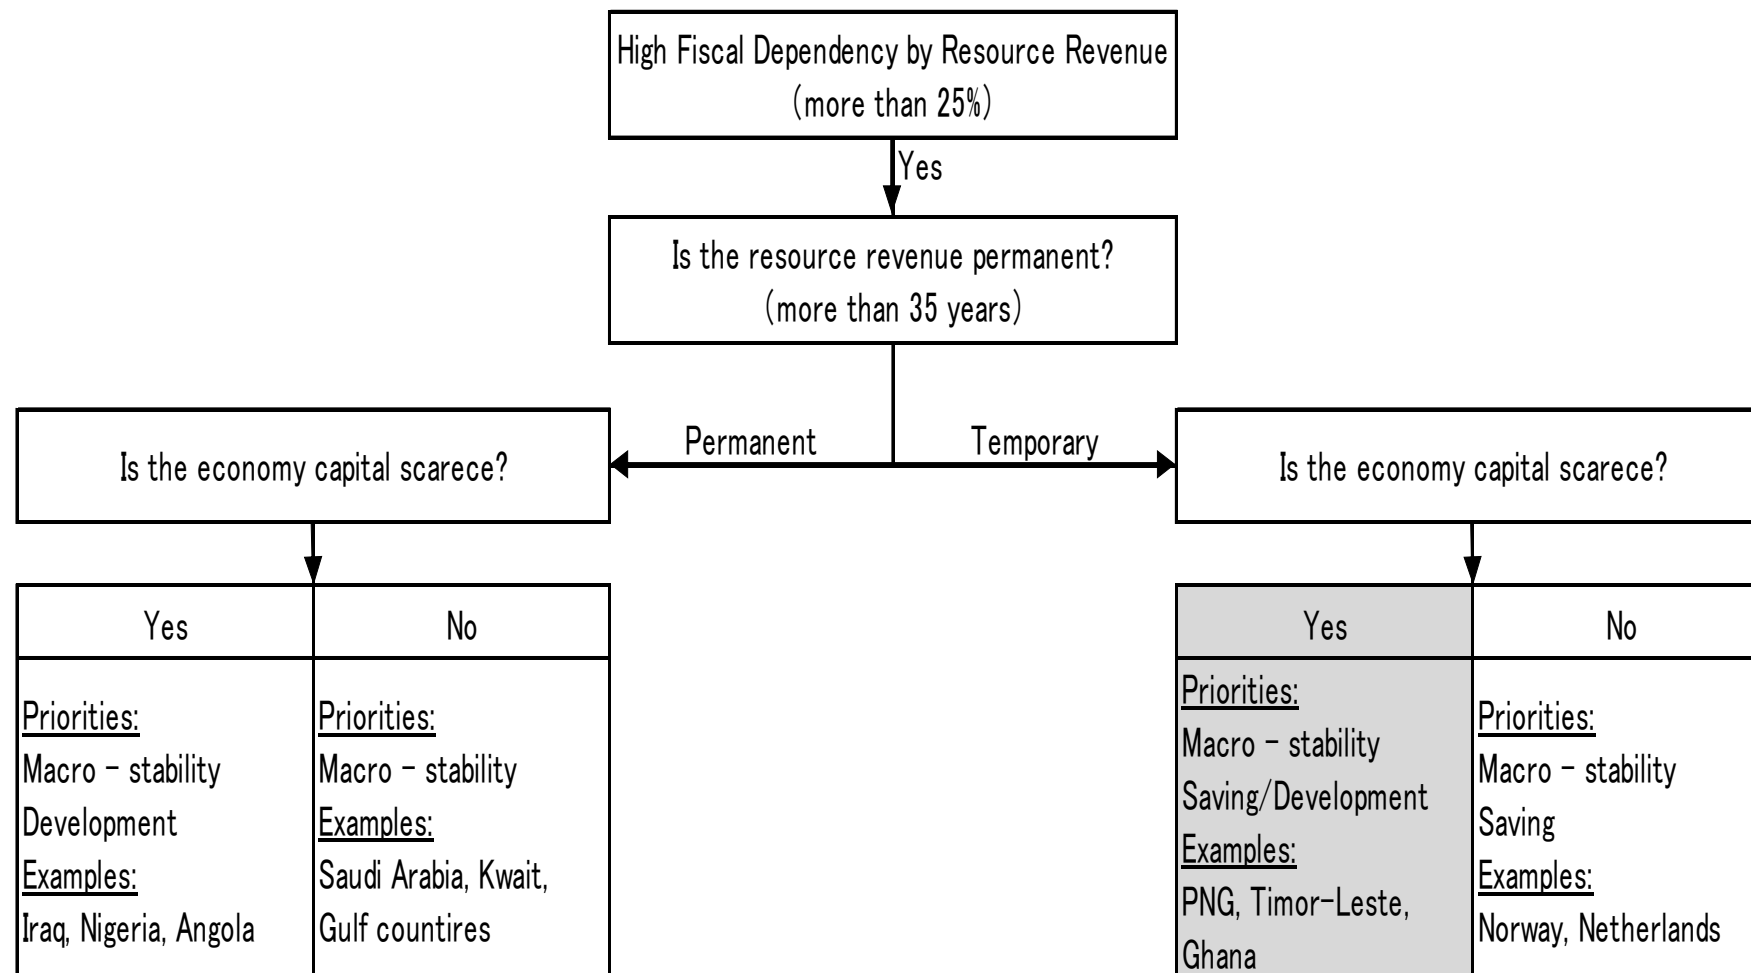 High Fiscal Dependency by Resource Revenue
(more than 25%)
Yes
Is the resource revenue permanent?
(more than 35 years)
Permanent
Temporary
Is the economy capital scarece?
Is the economy capital scarece?
Yes
No
Priorities:
Macro - stability
Development
Examples:
Iraq, Nigeria, Angola
Priorities:
Macro - stability
Examples:
Saudi Arabia, Kwait,
Gulf countires
Yes
No
Priorities:
Macro - stability
Saving/Development
Examples:
PNG, Timor-Leste,
Ghana
Priorities:
Macro - stability
Saving
Examples:
Norway, Netherlands